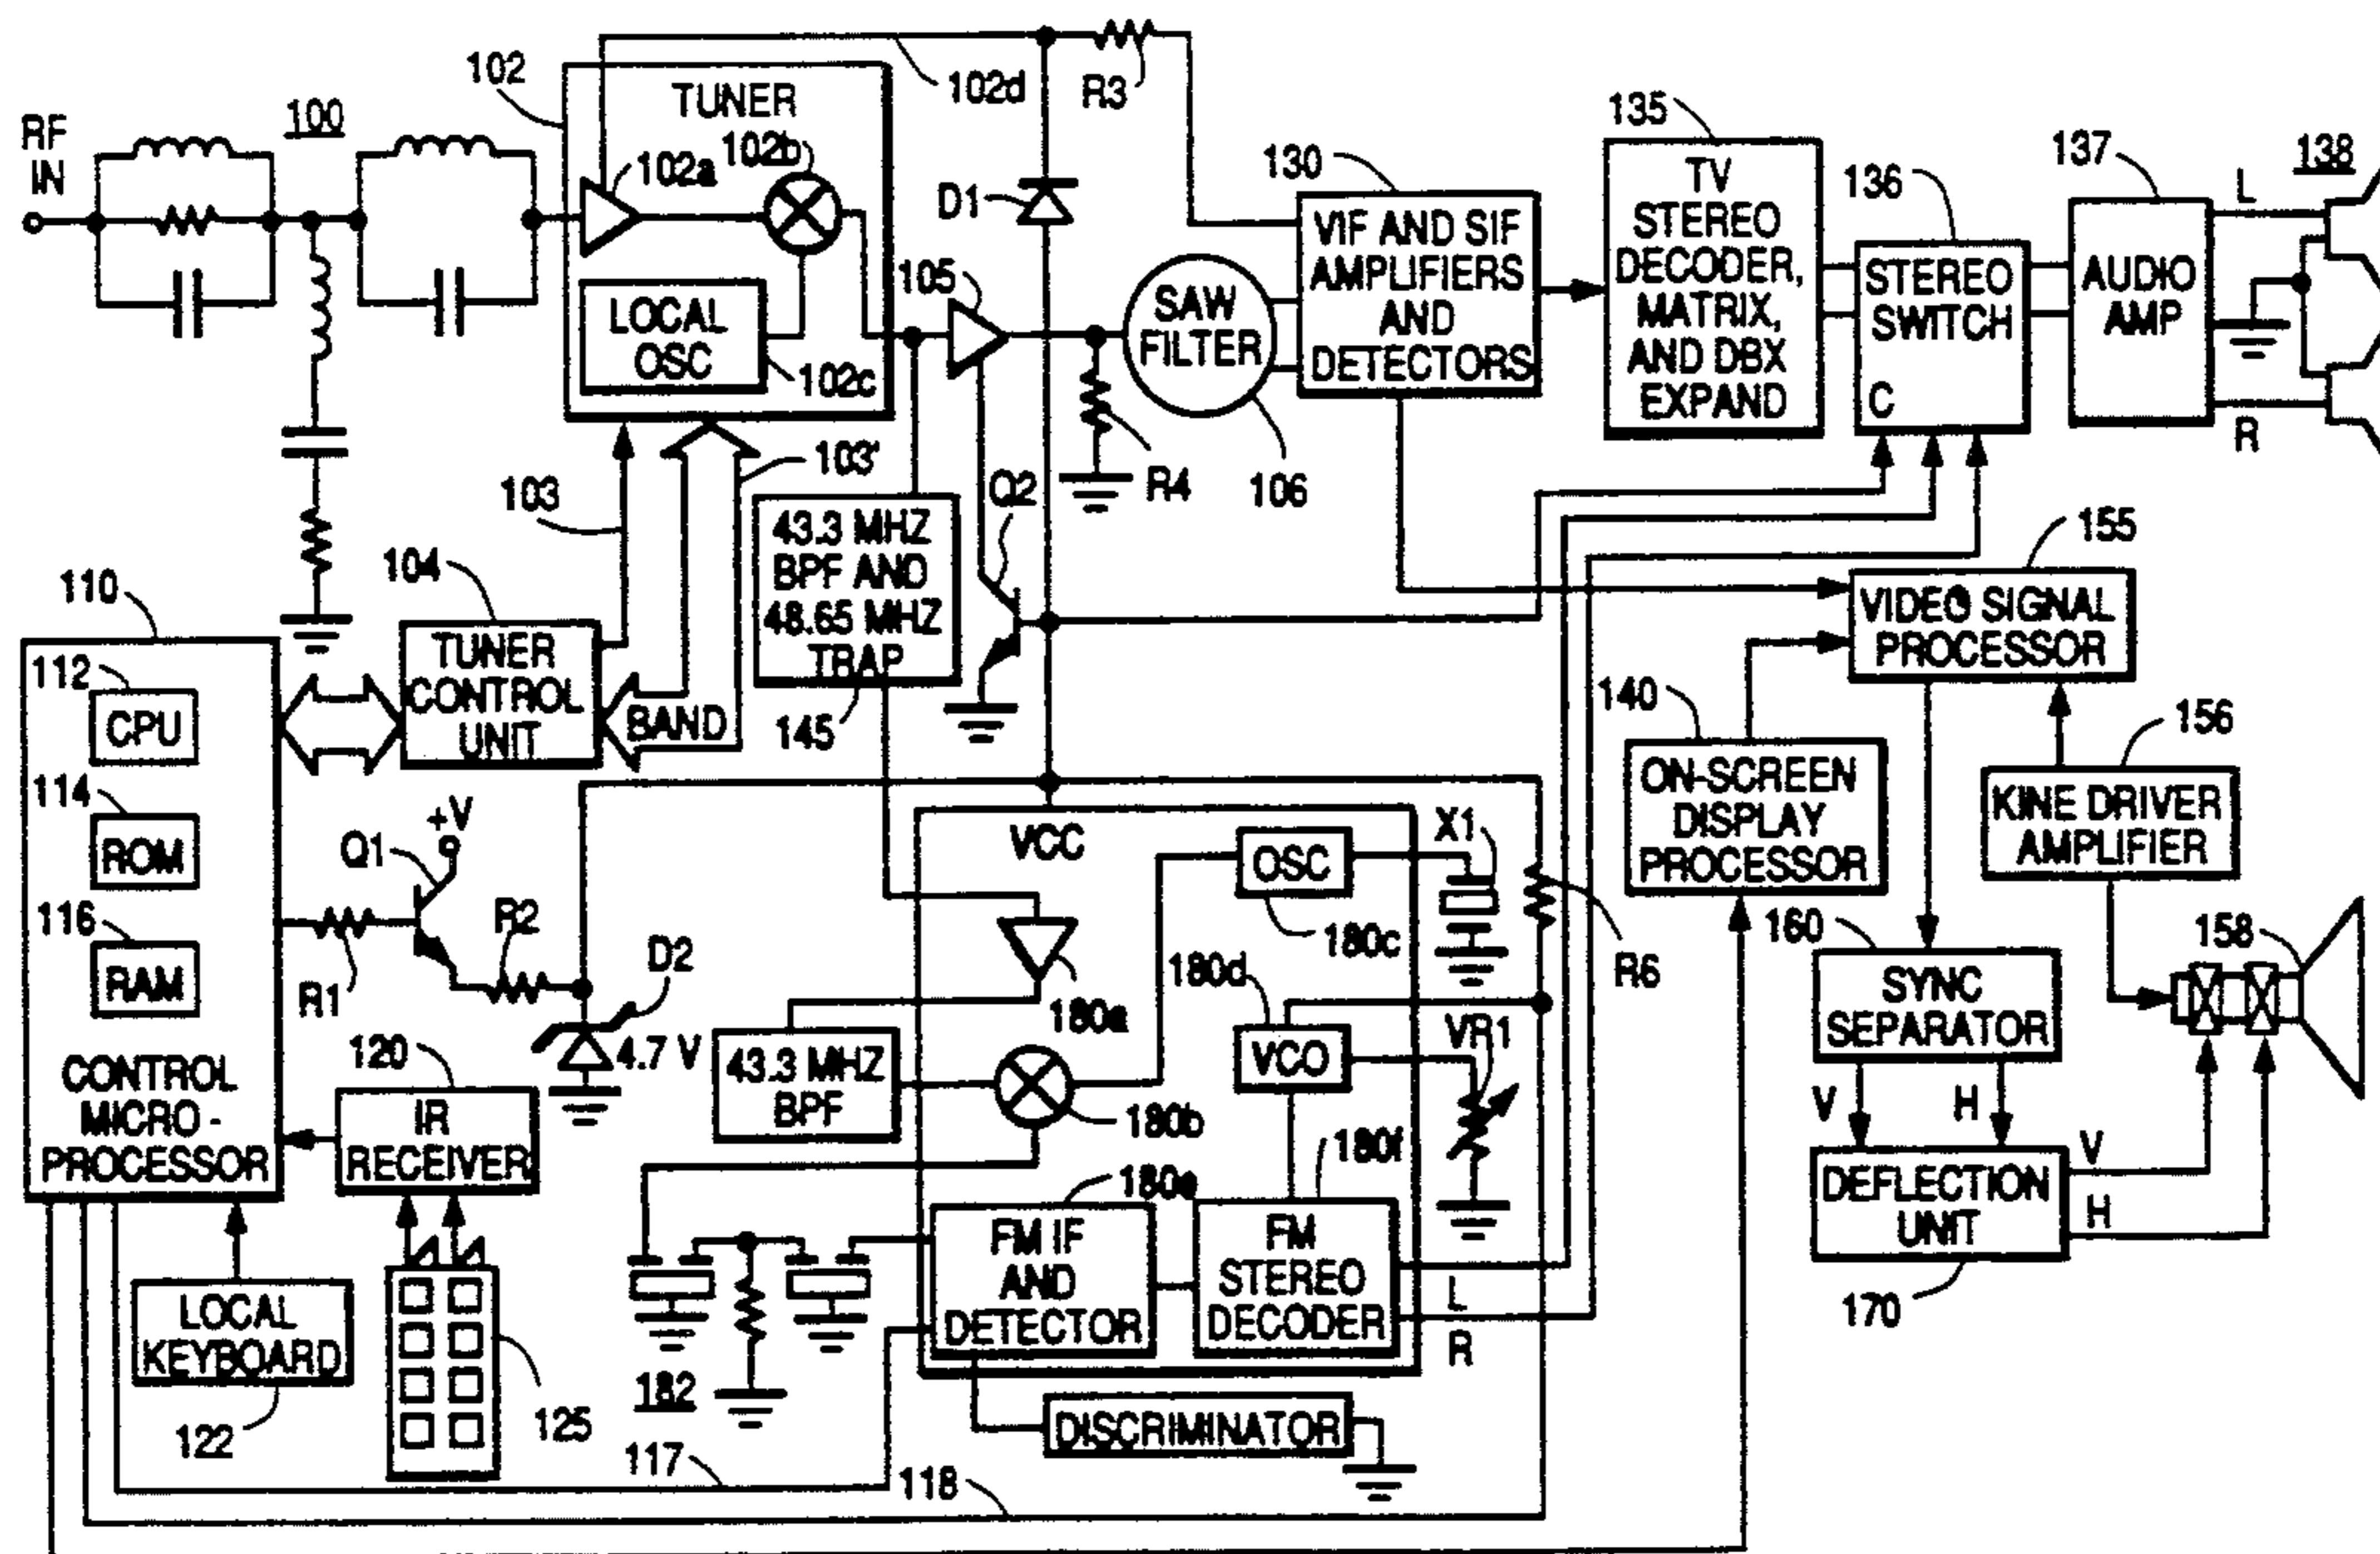 RF
IN
100
102
TUNER
102a
102b
LOCAL
OSC
102c
102d
R3
D1
105
SAW
FILTER
106
R4
Q2
130
VIF AND SIF
AMPLIFIERS
AND
DETECTORS
135
TV
STEREO
DECODER,
MATRIX,
AND DBX
EXPAND
136
STEREO
SWITCH
C
137
AUDIO
AMP
L
R
138
103
103'
104
TUNER
CONTROL
UNIT
BAND
43.3 MHZ
BPF AND
48.65 MHZ
TRAP
145
110
112
CPU
114
ROM
116
RAM
CONTROL
MICRO -
PROCESSOR
+V
Q1
R1
R2
D2
4.7 V
120
IR
RECEIVER
LOCAL
KEYBOARD
122
125
VCC
OSC
180c
X1
180a
43.3 MHZ
BPF
180b
180d
VCO
VR1
R6
180e
FM IF
AND
DETECTOR
180f
FM
STEREO
DECODER
L
R
182
DISCRIMINATOR
117
118
155
VIDEO SIGNAL
PROCESSOR
140
ON-SCREEN
DISPLAY
PROCESSOR
156
KINE DRIVER
AMPLIFIER
158
160
SYNC
SEPARATOR
V
H
DEFLECTION
UNIT
V
H
170